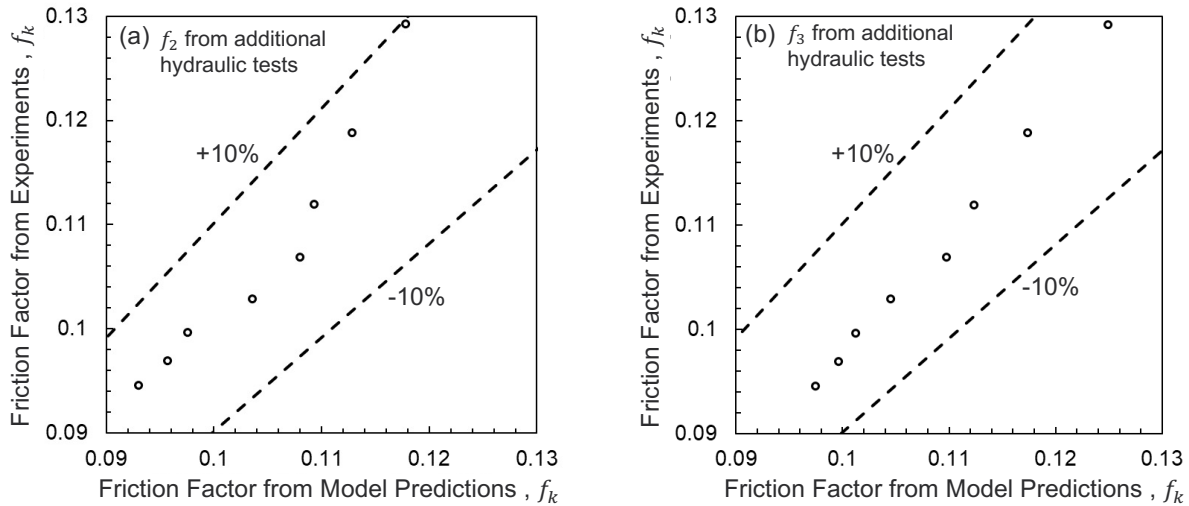 (a) f₂ from additional
hydraulic tests
Friction Factor from Experiments , fₖ
0.13
0.12
0.11
0.1
0.09
+10%
-10%
0.09 0.1 0.11 0.12 0.13
Friction Factor from Model Predictions , fₖ
(b) f₃ from additional
hydraulic tests
Friction Factor from Experiments , fₖ
0.13
0.12
0.11
0.1
0.09
+10%
-10%
0.09 0.1 0.11 0.12 0.13
Friction Factor from Model Predictions , fₖ